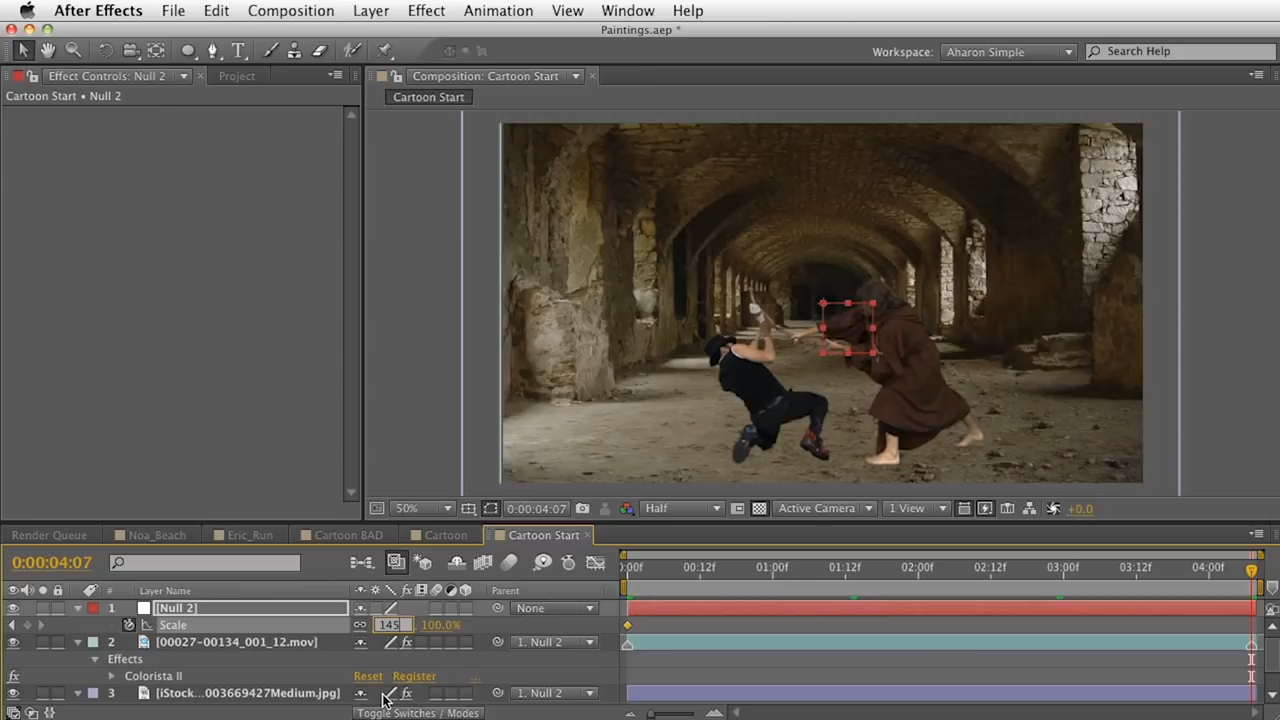 After Effects File Edit Composition Layer Effect Animation View Window Help
Paintings.aep *
Workspace: Aharon Simple Search Help
Effect Controls: Null 2 Project Composition: Cartoon Start
Cartoon Start • Null 2 Cartoon Start
50% 0:00:04:07 Half Active Camera 1 View +0.0
Render Queue Noa_Beach Eric_Run Cartoon BAD Cartoon Cartoon Start
0:00:04:07 :00f 00:12f 01:00f 01:12f 02:00f 02:12f 03:00f 03:12f 04:00f
# Layer Name Parent
1 [Null 2] None
Scale 145 100.0%
2 [00027-00134_001_12.mov] 1. Null 2
Effects
Colorista II Reset Register ...
3 [iStock...003669427Medium.jpg] 1. Null 2
Toggle Switches / Modes